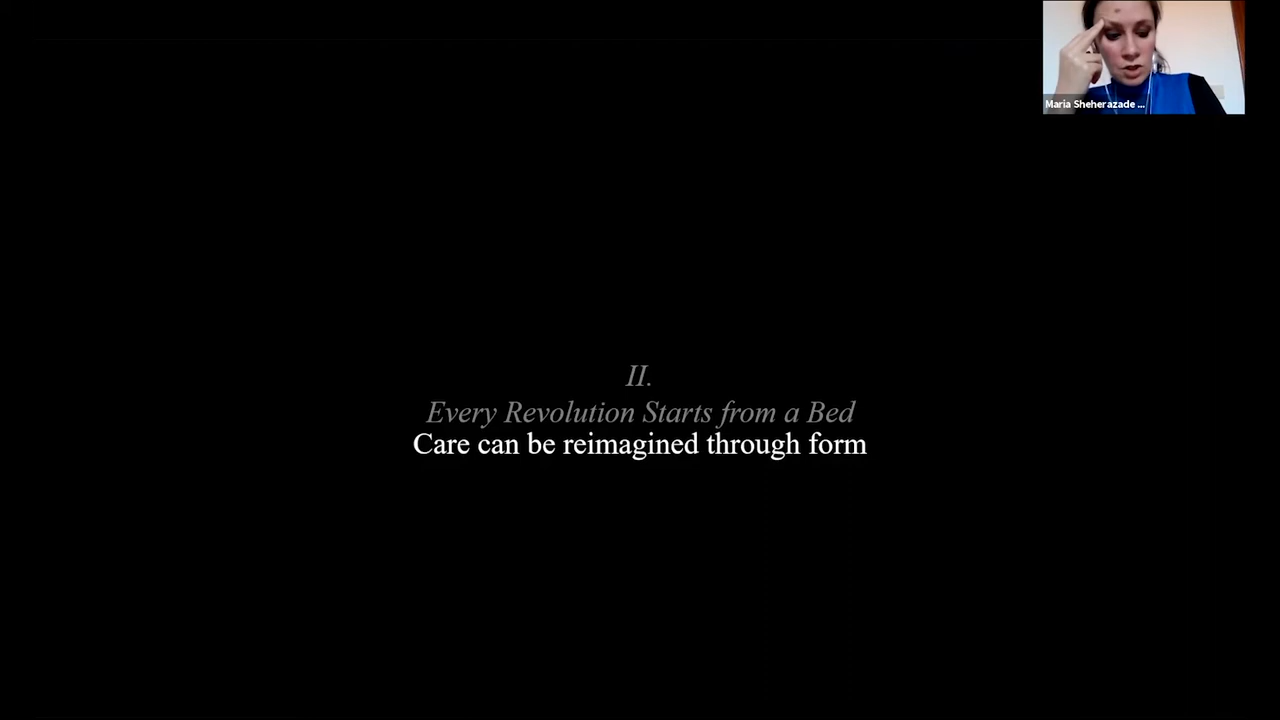 Maria Sheherazade ...
II.
Every Revolution Starts from a Bed
Care can be reimagined through form